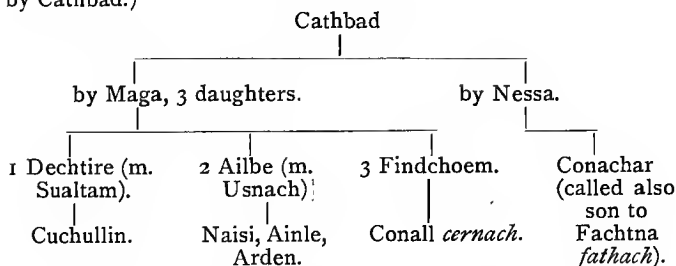 by Cathbad.)
Cathbad
by Maga, 3 daughters. by Nessa.
1 Dechtire (m. Sualtam).
2 Ailbe (m. Usnach)
3 Findchoem.
Conachar (called also son to Fachtna fathach).
Cuchullin.
Naisi, Ainle, Arden.
Conall cernach.